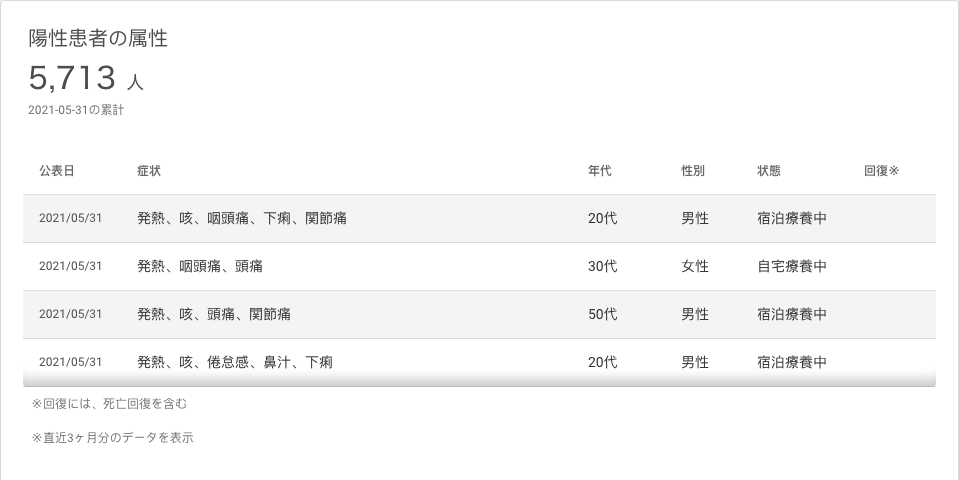 陽性患者の属性
5,713 人
2021-05-31の累計
公表日 症状 年代 性別 状態 回復※
2021/05/31 発熱、咳、咽頭痛、下痢、関節痛 20代 男性 宿泊療養中
2021/05/31 発熱、咽頭痛、頭痛 30代 女性 自宅療養中
2021/05/31 発熱、咳、頭痛、関節痛 50代 男性 宿泊療養中
2021/05/31 発熱、咳、倦怠感、鼻汁、下痢 20代 男性 宿泊療養中
※回復には、死亡回復を含む
※直近3ヶ月分のデータを表示